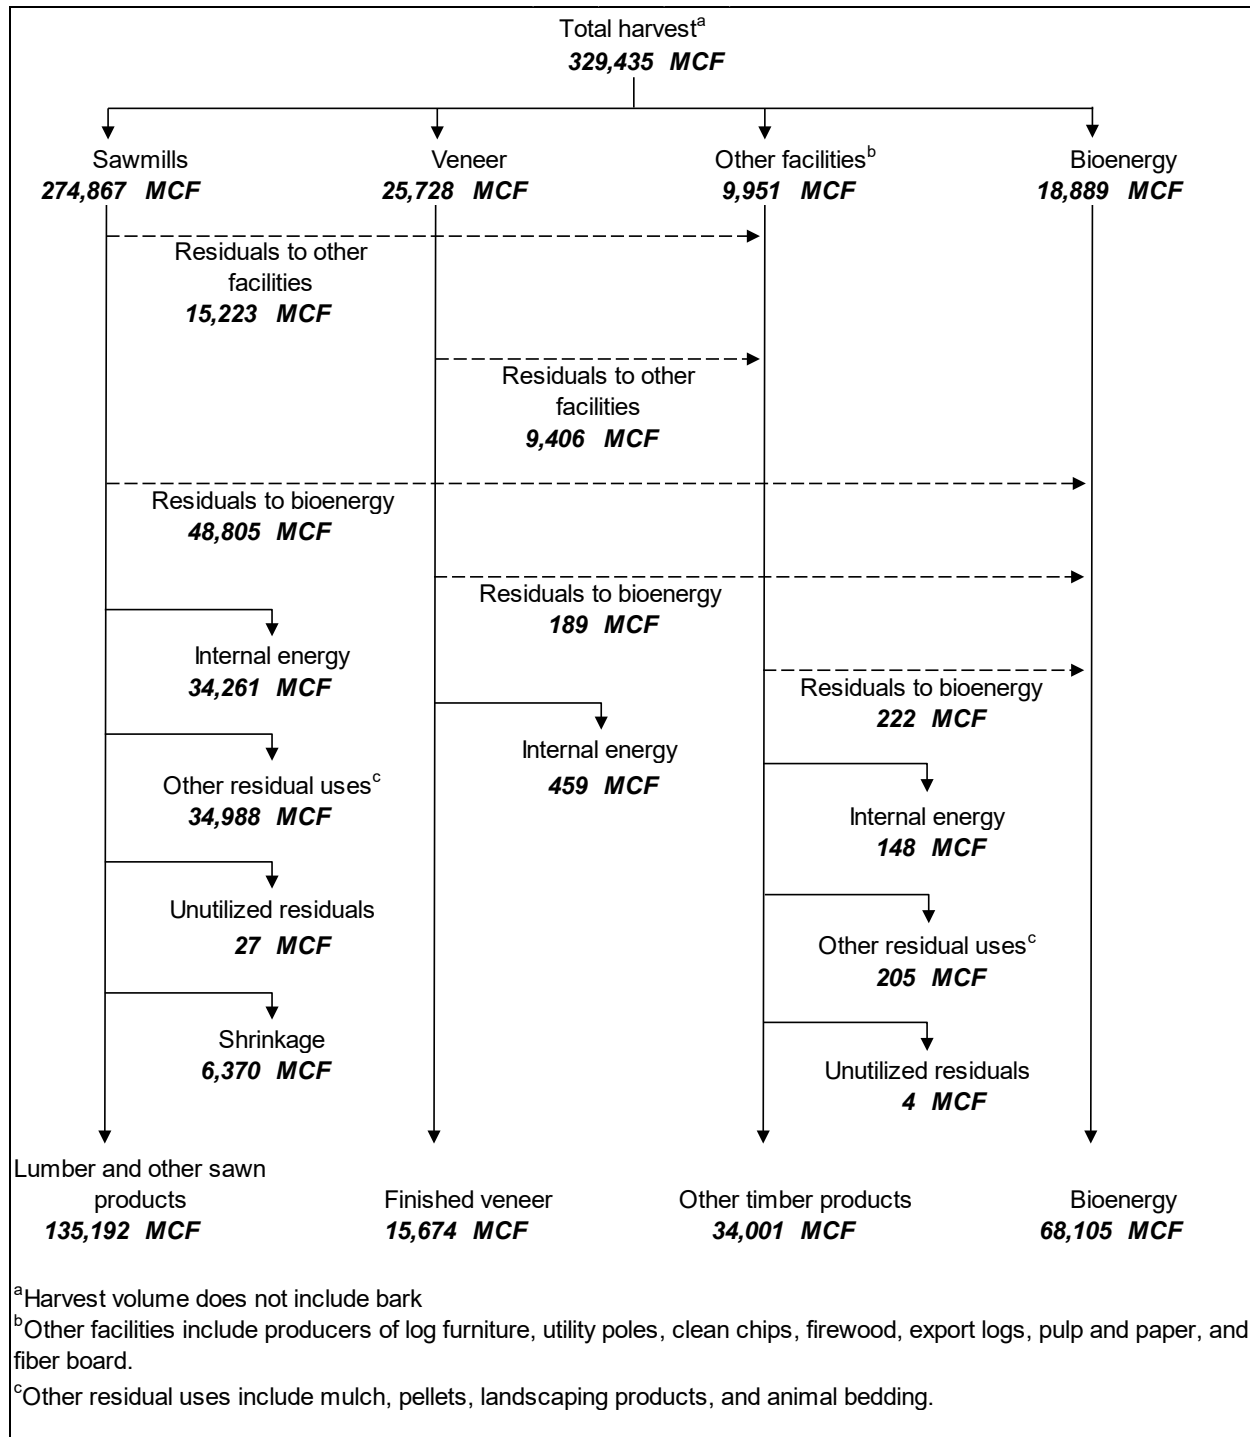 Total harvestᵃ
329,435 MCF
Sawmills
274,867 MCF
Veneer
25,728 MCF
Other facilitiesᵇ
9,951 MCF
Bioenergy
18,889 MCF
Residuals to other
facilities
15,223 MCF
Residuals to other
facilities
9,406 MCF
Residuals to bioenergy
48,805 MCF
Residuals to bioenergy
189 MCF
Internal energy
34,261 MCF
Residuals to bioenergy
222 MCF
Internal energy
459 MCF
Other residual usesᶜ
34,988 MCF
Internal energy
148 MCF
Unutilized residuals
27 MCF
Other residual usesᶜ
205 MCF
Shrinkage
6,370 MCF
Unutilized residuals
4 MCF
Lumber and other sawn
products
135,192 MCF
Finished veneer
15,674 MCF
Other timber products
34,001 MCF
Bioenergy
68,105 MCF
ᵃHarvest volume does not include bark
ᵇOther facilities include producers of log furniture, utility poles, clean chips, firewood, export logs, pulp and paper, and
fiber board.
ᶜOther residual uses include mulch, pellets, landscaping products, and animal bedding.